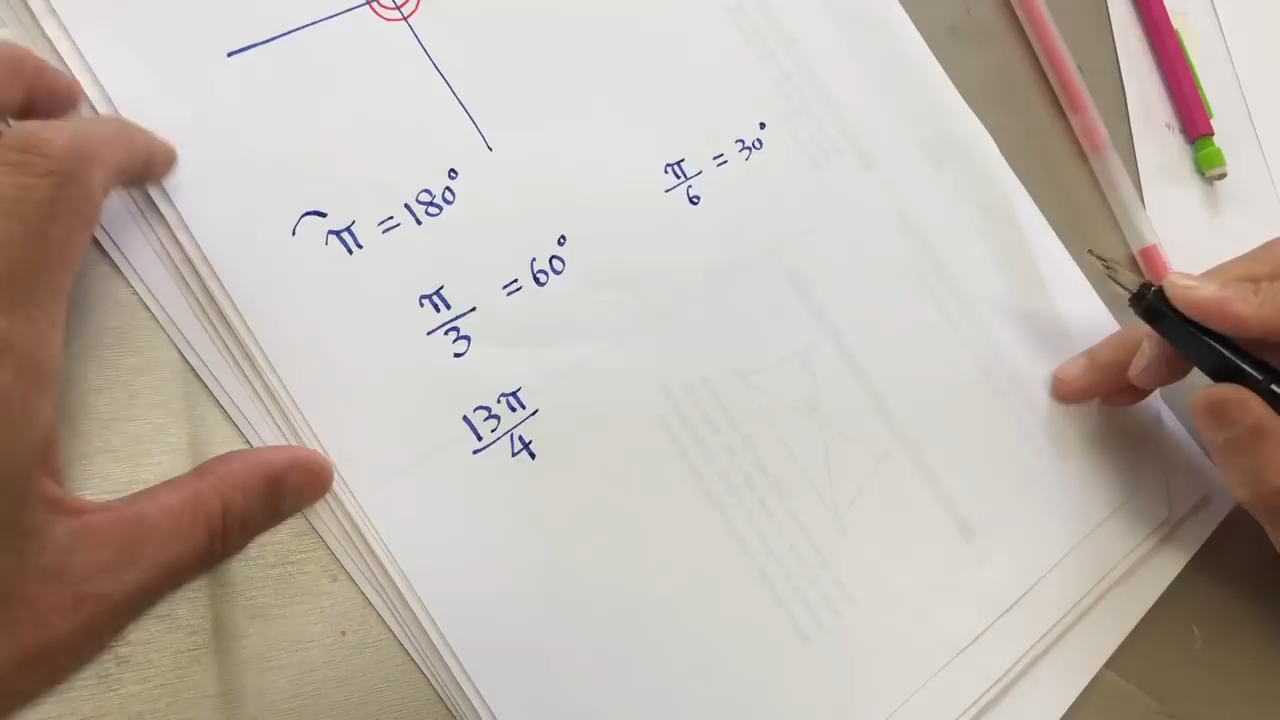 π = 180°
π/6 = 30°
π/3 = 60°
13π/4